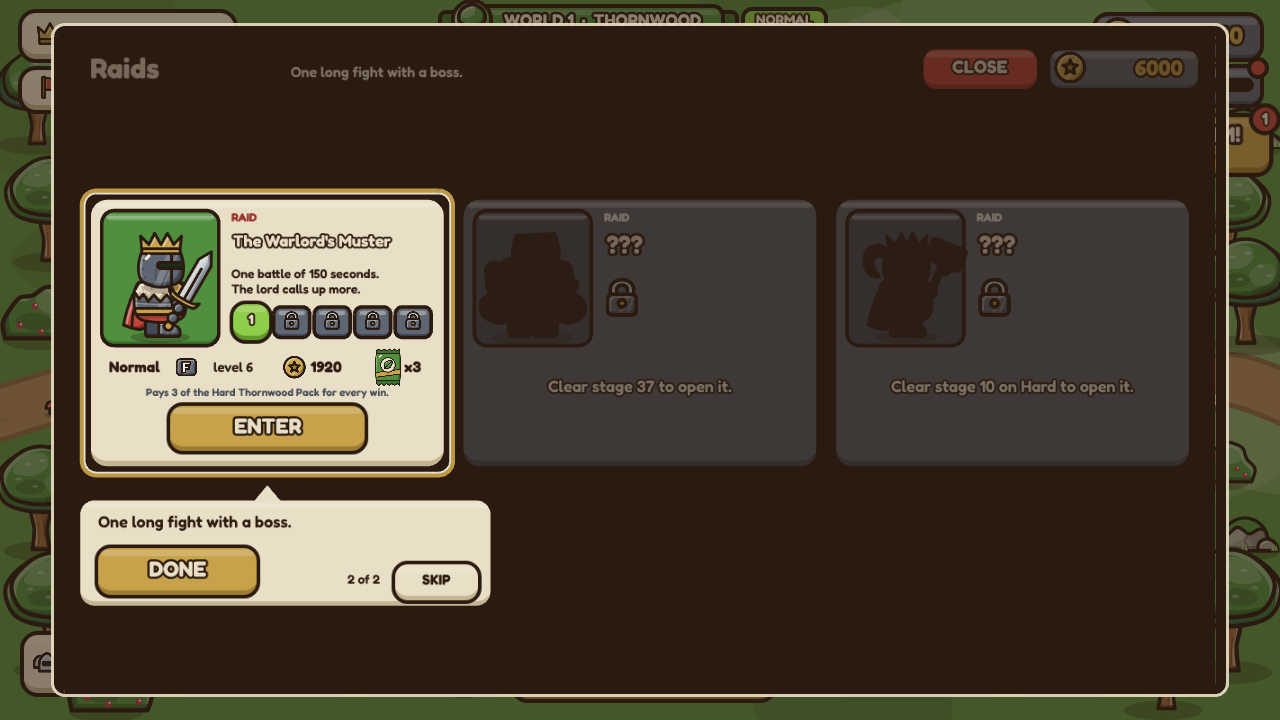 WORLD 1 · THORNWOOD
NORMAL
Raids
One long fight with a boss.
CLOSE
6000
1
RAID
The Warlord's Muster
One battle of 150 seconds.
The lord calls up more.
1
Normal
F
level 6
1920
x3
Pays 3 of the Hard Thornwood Pack for every win.
ENTER
RAID
???
Clear stage 37 to open it.
RAID
???
Clear stage 10 on Hard to open it.
One long fight with a boss.
DONE
2 of 2
SKIP